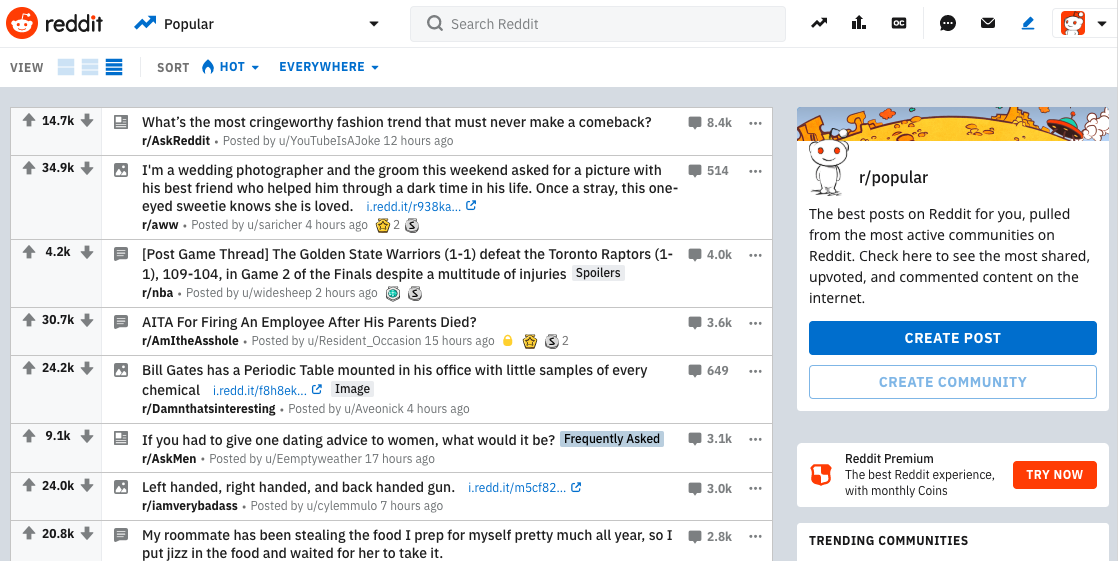 reddit
Popular
Search Reddit
CC
VIEW
SORT
HOT
EVERYWHERE
14.7k
What's the most cringeworthy fashion trend that must never make a comeback?
8.4k
r/AskReddit • Posted by u/YouTubeIsAJoke 12 hours ago
34.9k
I'm a wedding photographer and the groom this weekend asked for a picture with
514
his best friend who helped him through a dark time in his life. Once a stray, this one-
eyed sweetie knows she is loved. i.redd.it/r938ka...
r/aww • Posted by u/saricher 4 hours ago 2 S
4.2k
[Post Game Thread] The Golden State Warriors (1-1) defeat the Toronto Raptors (1-
4.0k
1), 109-104, in Game 2 of the Finals despite a multitude of injuries Spoilers
r/nba • Posted by u/widesheep 2 hours ago S
30.7k
AITA For Firing An Employee After His Parents Died?
3.6k
r/AmItheAsshole • Posted by u/Resident_Occasion 15 hours ago S 2
24.2k
Bill Gates has a Periodic Table mounted in his office with little samples of every
649
chemical i.redd.it/f8h8ek... Image
r/Damnthatsinteresting • Posted by u/Aveonick 4 hours ago
9.1k
If you had to give one dating advice to women, what would it be? Frequently Asked
3.1k
r/AskMen • Posted by u/Eemptyweather 17 hours ago
24.0k
Left handed, right handed, and back handed gun. i.redd.it/m5cf82...
3.0k
r/iamverybadass • Posted by u/cylemmulo 7 hours ago
20.8k
My roommate has been stealing the food I prep for myself pretty much all year, so I
2.8k
put jizz in the food and waited for her to take it.
r/popular
The best posts on Reddit for you, pulled
from the most active communities on
Reddit. Check here to see the most shared,
upvoted, and commented content on the
internet.
CREATE POST
CREATE COMMUNITY
Reddit Premium
The best Reddit experience,
with monthly Coins
TRY NOW
TRENDING COMMUNITIES